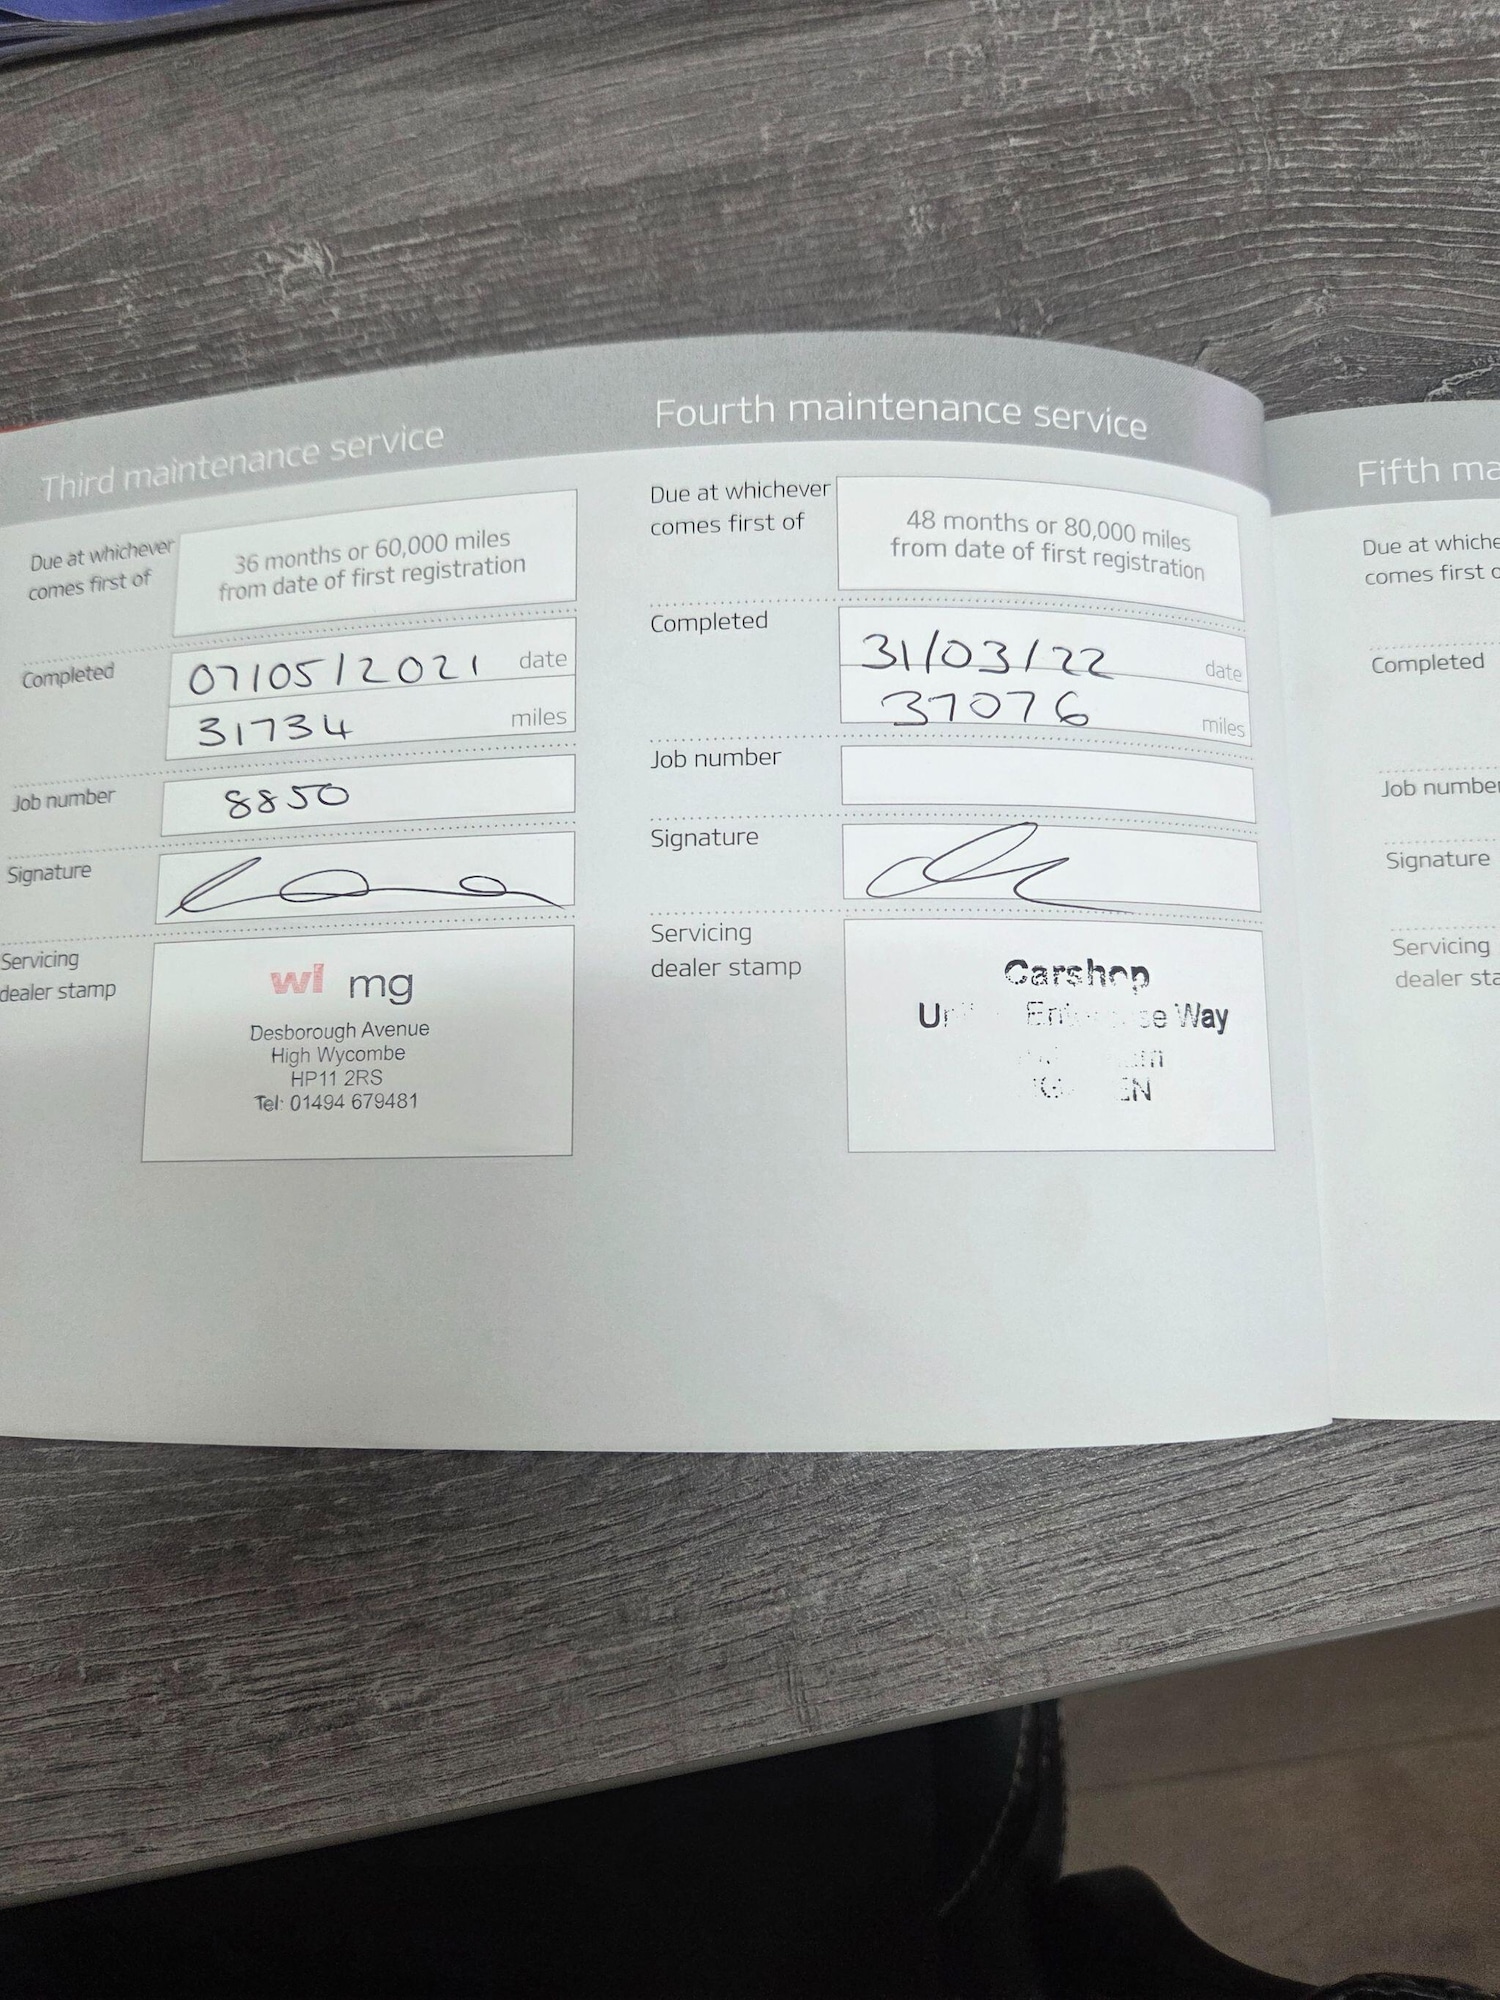 Third maintenance service
Due at whichever
comes first of
36 months or 60,000 miles
from date of first registration
Completed
07/05/2021 date
31734 miles
Job number
8850
Signature
Servicing
dealer stamp
wl mg
Desborough Avenue
High Wycombe
HP11 2RS
Tel: 01494 679481
Fourth maintenance service
Due at whichever
comes first of
48 months or 80,000 miles
from date of first registration
Completed
31/03/22 date
37076 miles
Job number
Signature
Servicing
dealer stamp
Carshop
Way
Fifth ma
Due at whiche
comes first o
Completed
Job number
Signature
Servicing
dealer sta